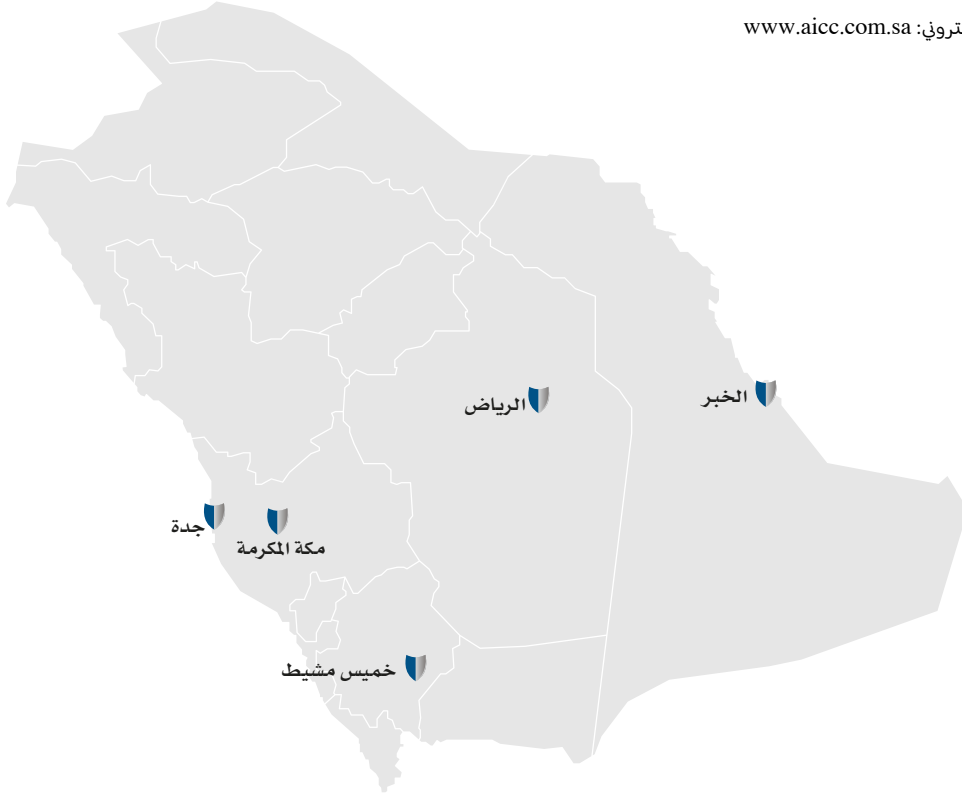 تروني: www.aicc.com.sa
الخبر
الرياض
جدة
مكة المكرمة
خميس مشيط